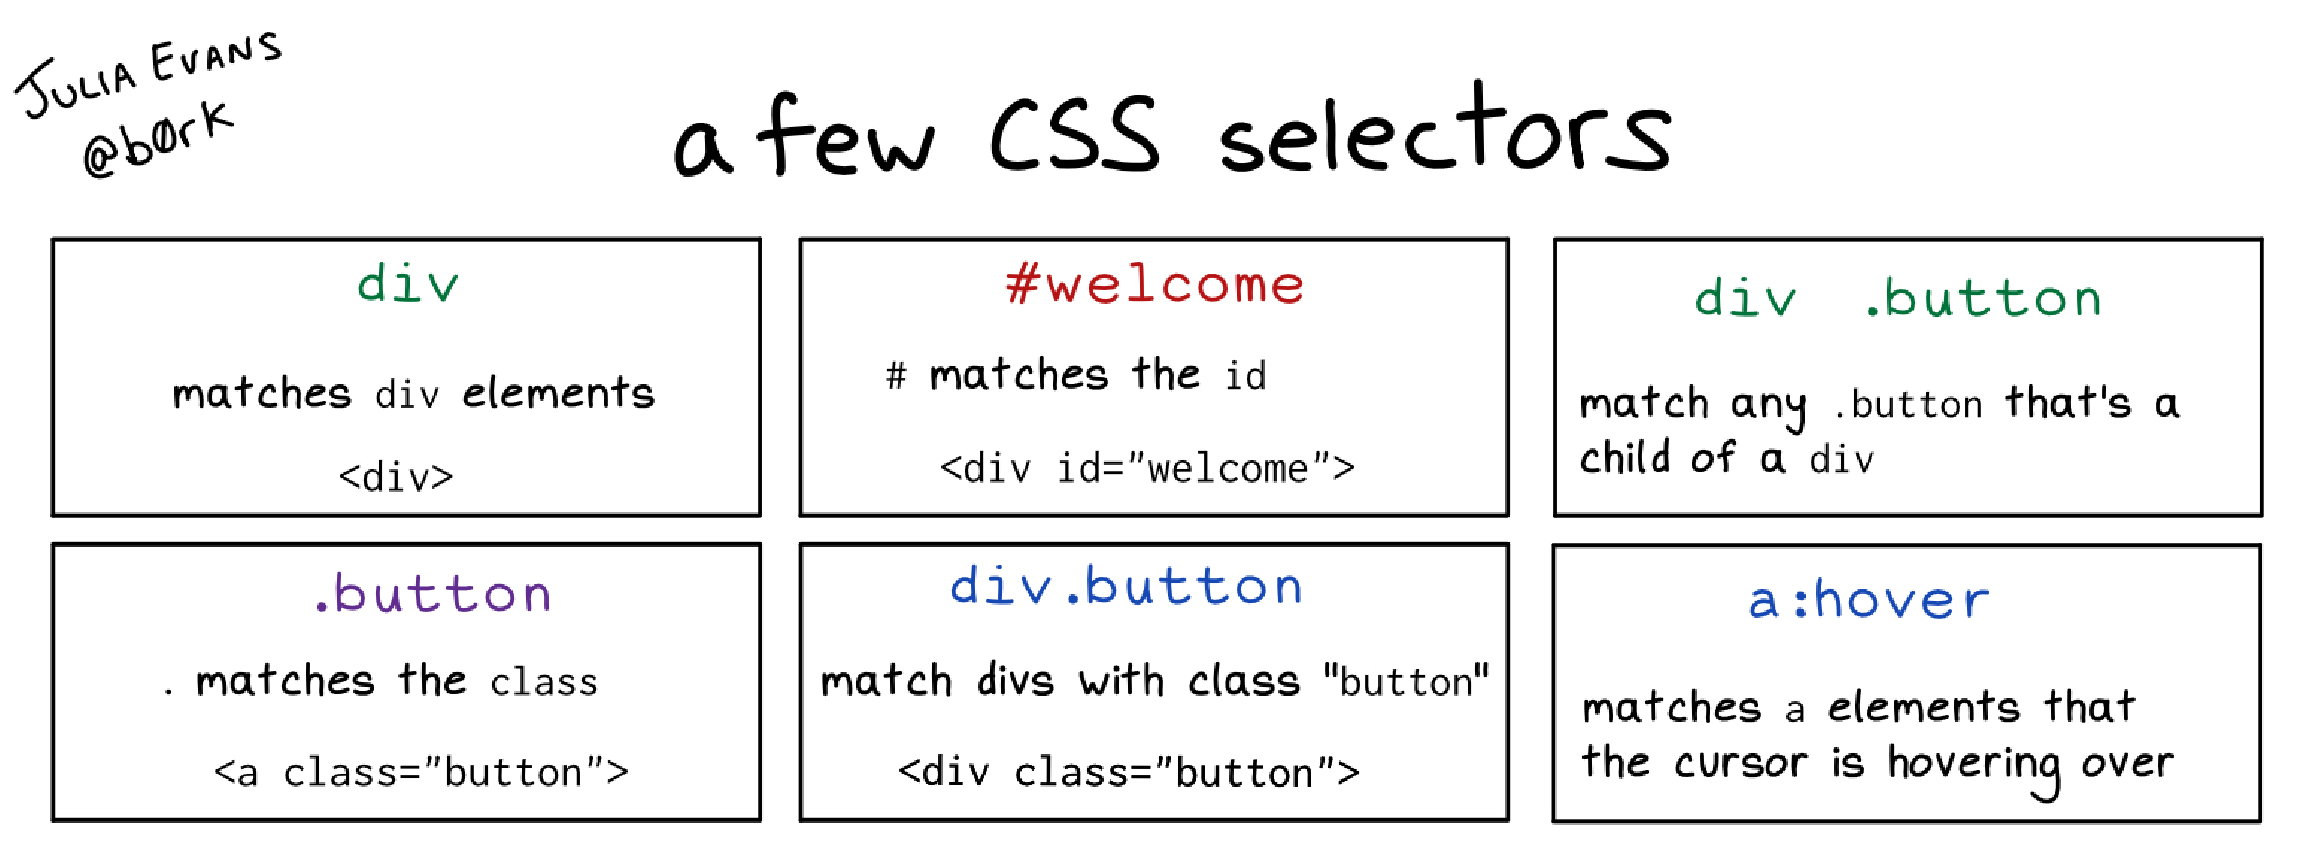 JULIA EVANS
@b0rk
a few CSS selectors
div
matches div elements
<div>
#welcome
# matches the id
<div id="welcome">
div .button
match any .button that's a
child of a div
.button
. matches the class
<a class="button">
div.button
match divs with class "button"
<div class="button">
a:hover
matches a elements that
the cursor is hovering over